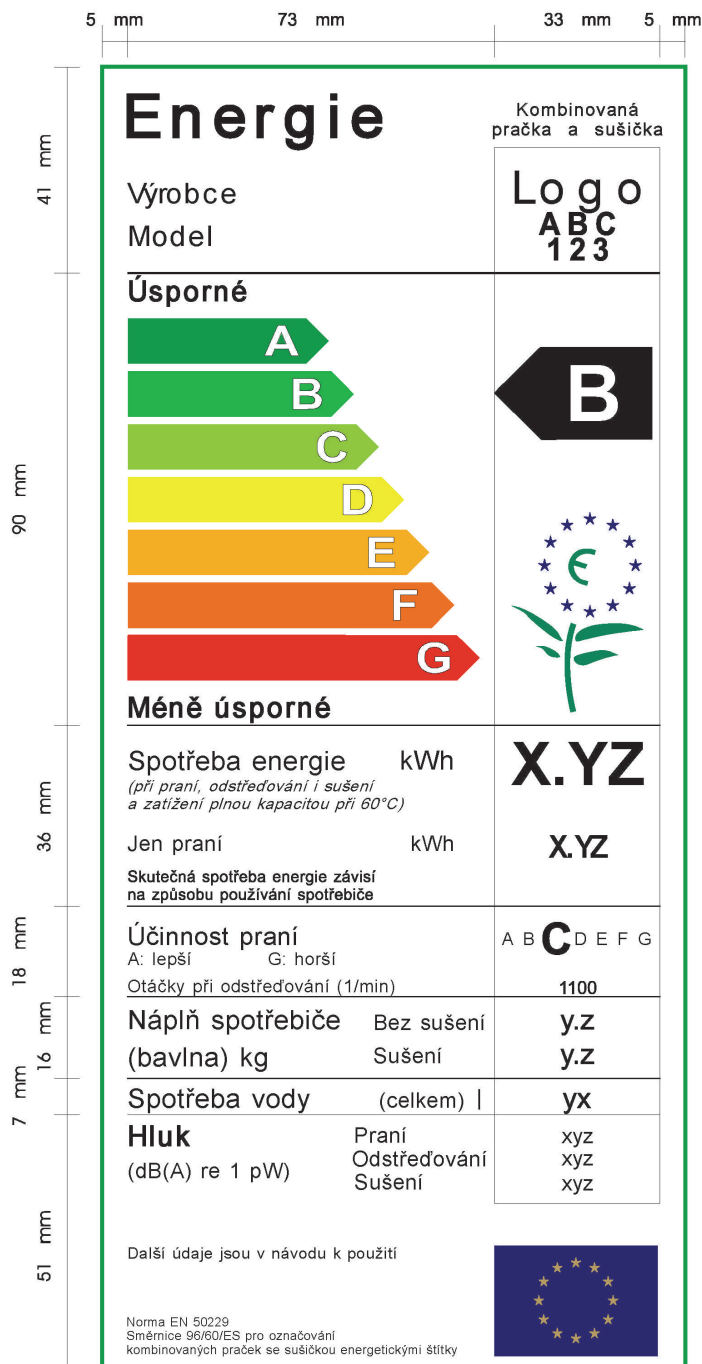 5 mm 73 mm 33 mm 5 mm
41 mm
90 mm
36 mm
18 mm
16 mm
7 mm
51 mm
Energie
Kombinovaná
pračka a sušička
Výrobce
Model
Logo
ABC
123
Úsporné
A
B
C
D
E
F
G
B
Méně úsporné
Spotřeba energie kWh X.YZ
(při praní, odstřeďování i sušení
a zatížení plnou kapacitou při 60°C)
Jen praní kWh X.YZ
Skutečná spotřeba energie závisí
na způsobu používání spotřebiče
Účinnost praní A B C D E F G
A: lepší G: horší
Otáčky při odstřeďování (1/min) 1100
Náplň spotřebiče Bez sušení y.z
(bavlna) kg Sušení y.z
Spotřeba vody (celkem) l yx
Hluk Praní xyz
(dB(A) re 1 pW) Odstřeďování xyz
Sušení xyz
Další údaje jsou v návodu k použití
Norma EN 50229
Směrnice 96/60/ES pro označování
kombinovaných praček se sušičkou energetickými štítky